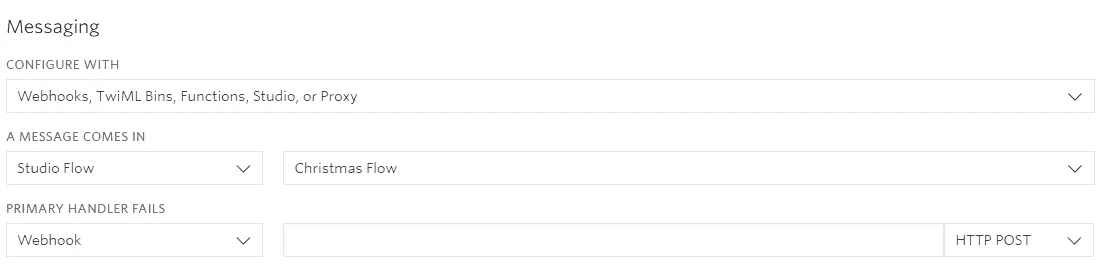 Messaging
CONFIGURE WITH
Webhooks, TwiML Bins, Functions, Studio, or Proxy
A MESSAGE COMES IN
Studio Flow Christmas Flow
PRIMARY HANDLER FAILS
Webhook HTTP POST